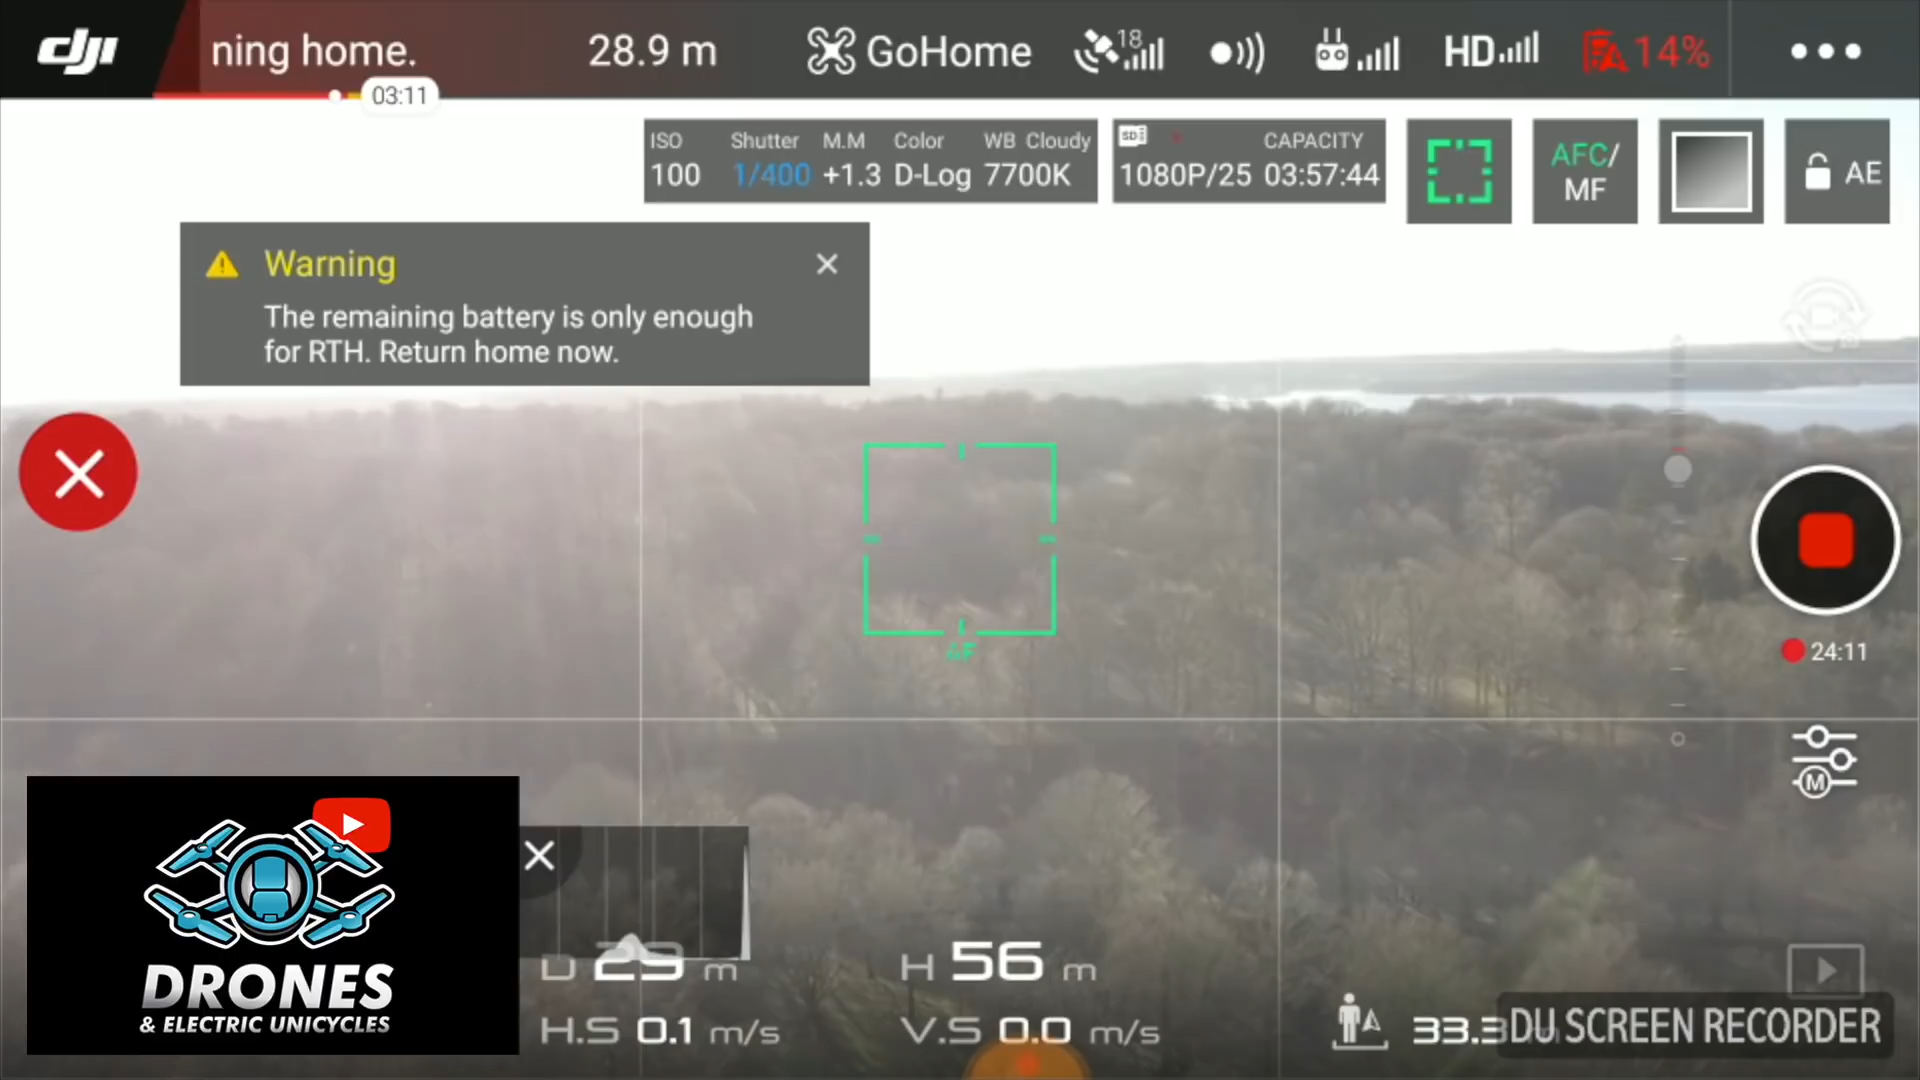 dji
ning home.
28.9 m
GoHome
18
HD
14%
03:11
ISO
100
Shutter
1/400
M.M
+1.3
Color
D-Log
WB Cloudy
7700K
SD
CAPACITY
1080P/25 03:57:44
AFC/
MF
AE
Warning
The remaining battery is only enough
for RTH. Return home now.
AF
24:11
M
DRONES
& ELECTRIC UNICYCLES
D 29 m
H 56 m
H.S 0.1 m/s
V.S 0.0 m/s
33.3
DU SCREEN RECORDER